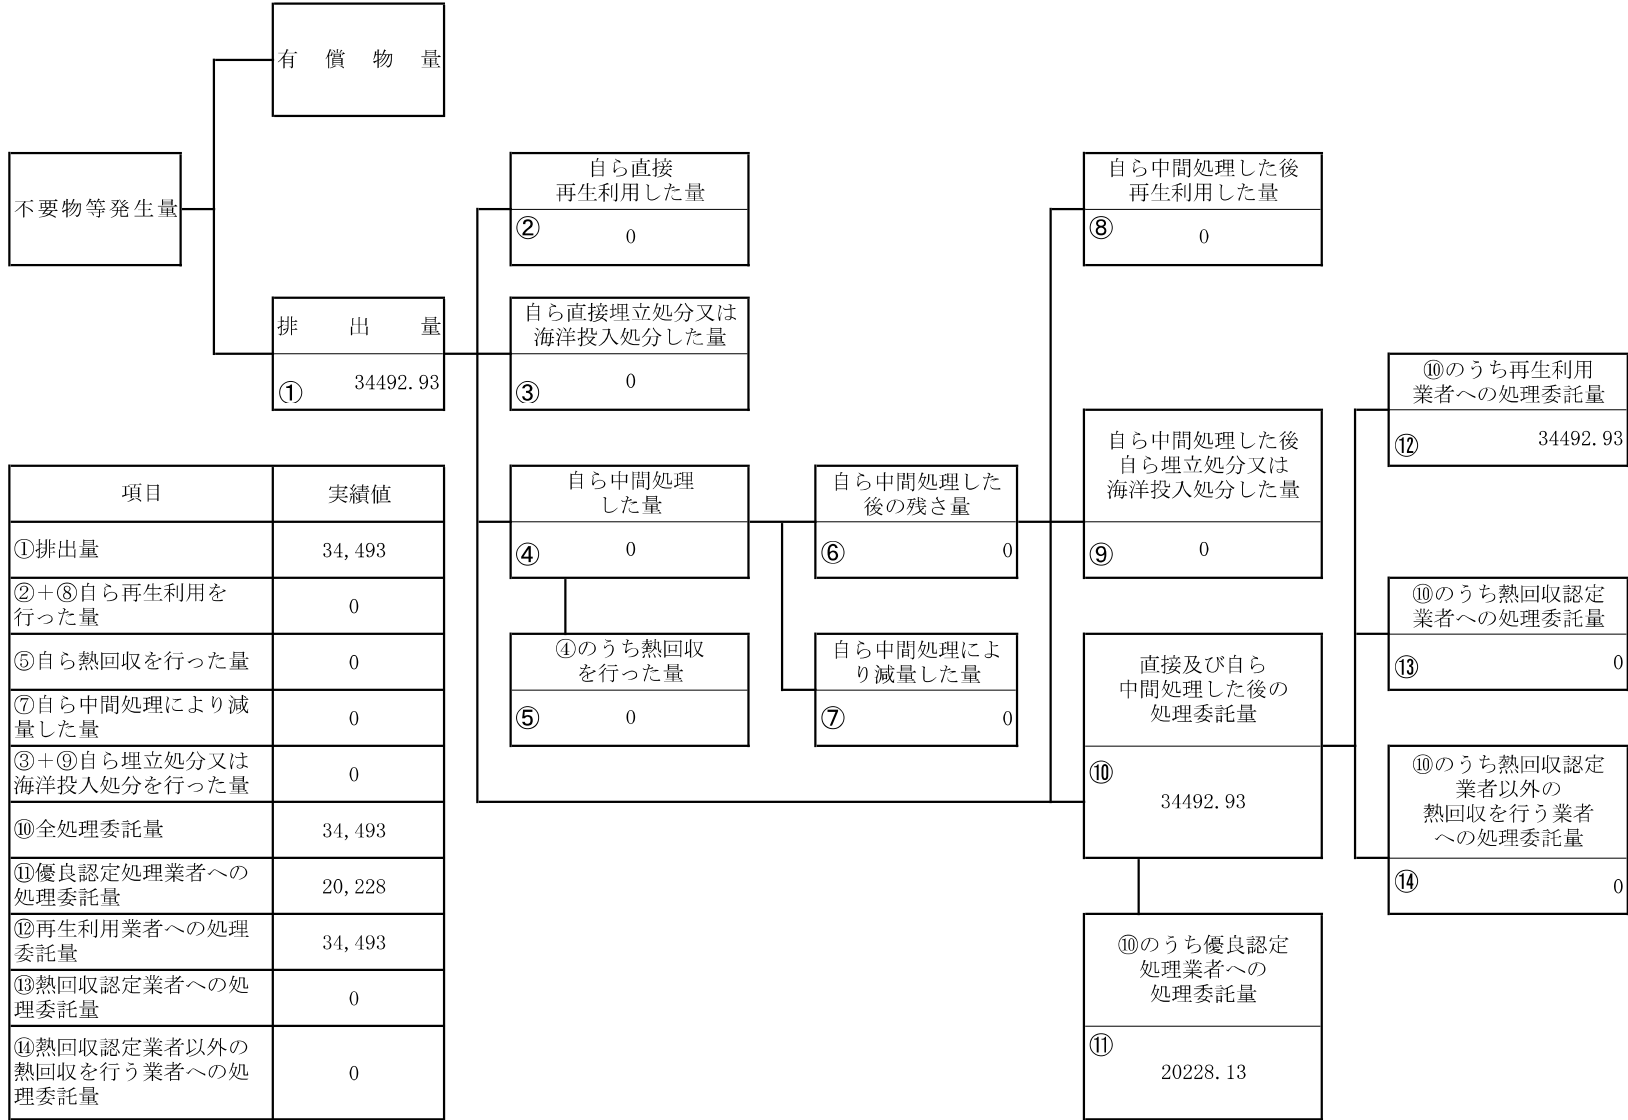 有償物量
不要物等発生量
排出量
① 34492.93
自ら直接
再生利用した量
② 0
自ら直接埋立処分又は
海洋投入処分した量
③ 0
自ら中間処理
した量
④ 0
④のうち熱回収
を行った量
⑤ 0
自ら中間処理した
後の残さ量
⑥ 0
自ら中間処理によ
り減量した量
⑦ 0
自ら中間処理した後
再生利用した量
⑧ 0
自ら中間処理した後
自ら埋立処分又は
海洋投入処分した量
⑨ 0
直接及び自ら
中間処理した後の
処理委託量
⑩
34492.93
⑩のうち優良認定
処理業者への
処理委託量
⑪
20228.13
⑩のうち再生利用
業者への処理委託量
⑫ 34492.93
⑩のうち熱回収認定
業者への処理委託量
⑬ 0
⑩のうち熱回収認定
業者以外の
熱回収を行う業者
への処理委託量
⑭ 0
項目 実績値
①排出量 34,493
②＋⑧自ら再生利用を
行った量 0
⑤自ら熱回収を行った量 0
⑦自ら中間処理により減
量した量 0
③＋⑨自ら埋立処分又は
海洋投入処分を行った量 0
⑩全処理委託量 34,493
⑪優良認定処理業者への
処理委託量 20,228
⑫再生利用業者への処理
委託量 34,493
⑬熱回収認定業者への処
理委託量 0
⑭熱回収認定業者以外の
熱回収を行う業者への処
理委託量 0